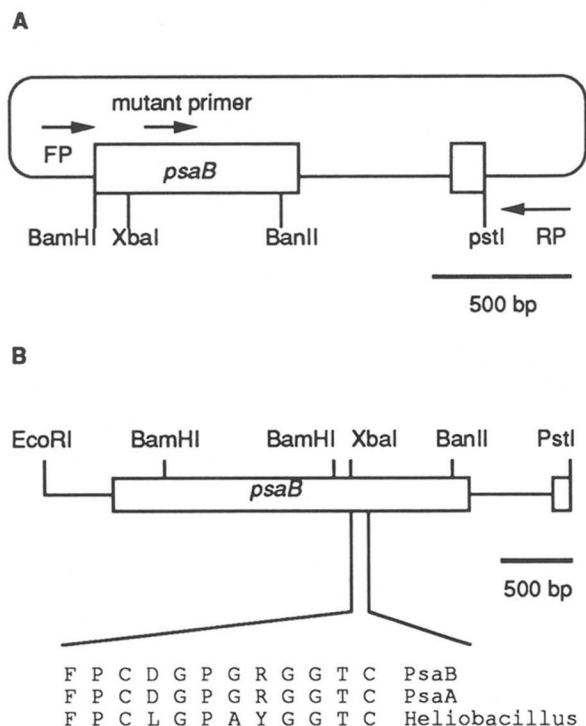 A
mutant primer
FP
psaB
BamHI XbaI BanII pstI RP
500 bp
B
EcoRI BamHI BamHI XbaI BanII PstI
psaB
500 bp
F P C D G P G R G G T C PsaB
F P C D G P G R G G T C PsaA
F P C L G P A Y G G T C Heliobacillus